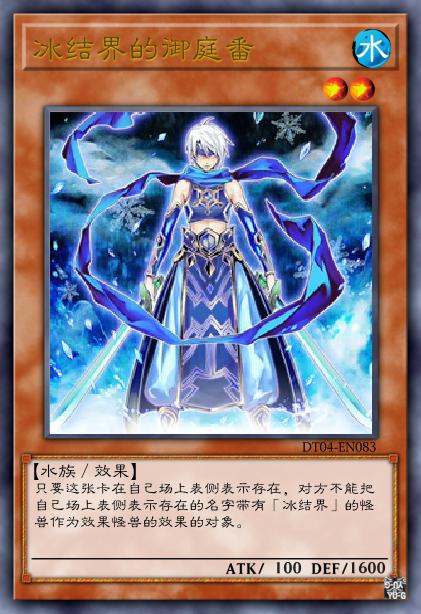 冰结界的御庭番
水
DT04-EN083
【水族／效果】
只要这张卡在自己场上表侧表示存在，对方不能把
自己场上表侧表示存在的名字带有「冰结界」的怪
兽作为效果怪兽的效果的对象。
ATK/ 100 DEF/1600